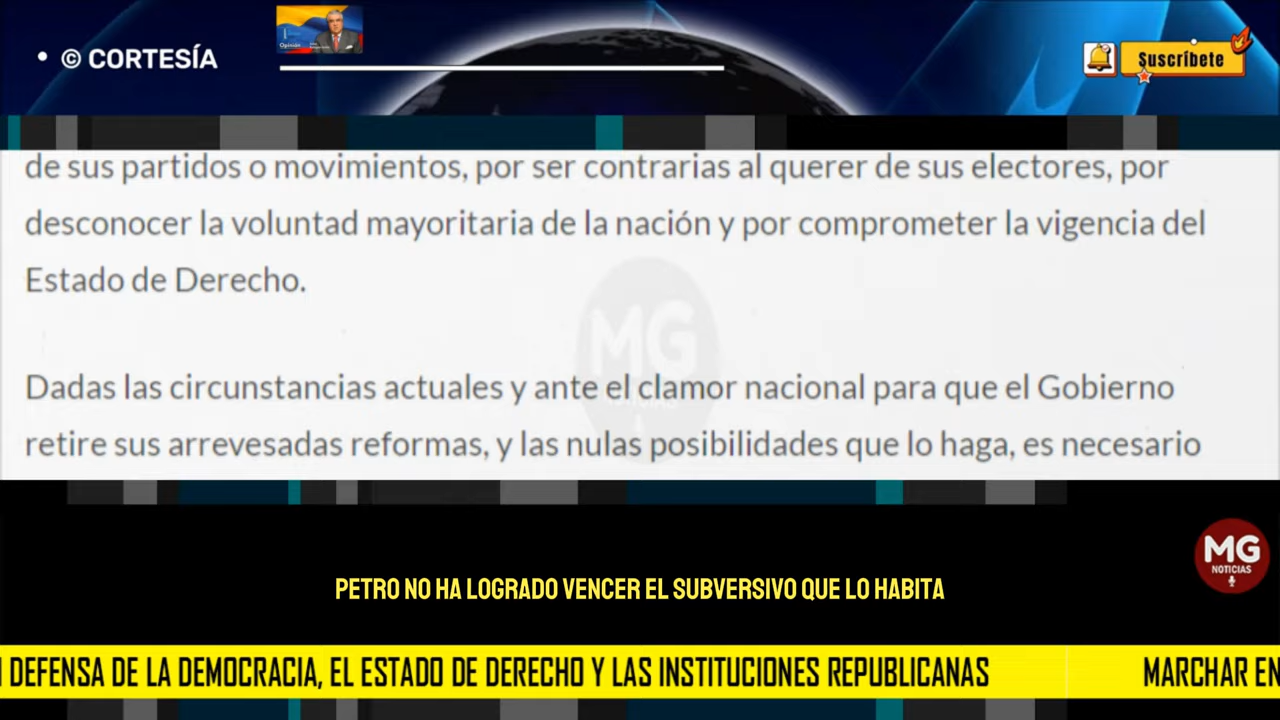 • © CORTESÍA
Opinión
Suscríbete
de sus partidos o movimientos, por ser contrarias al querer de sus electores, por
desconocer la voluntad mayoritaria de la nación y por comprometer la vigencia del
Estado de Derecho.
MG
Dadas las circunstancias actuales y ante el clamor nacional para que el Gobierno
retire sus arrevesadas reformas, y las nulas posibilidades que lo haga, es necesario
MG
NOTICIAS
PETRO NO HA LOGRADO VENCER EL SUBVERSIVO QUE LO HABITA
DEFENSA DE LA DEMOCRACIA, EL ESTADO DE DERECHO Y LAS INSTITUCIONES REPUBLICANAS MARCHAR EN